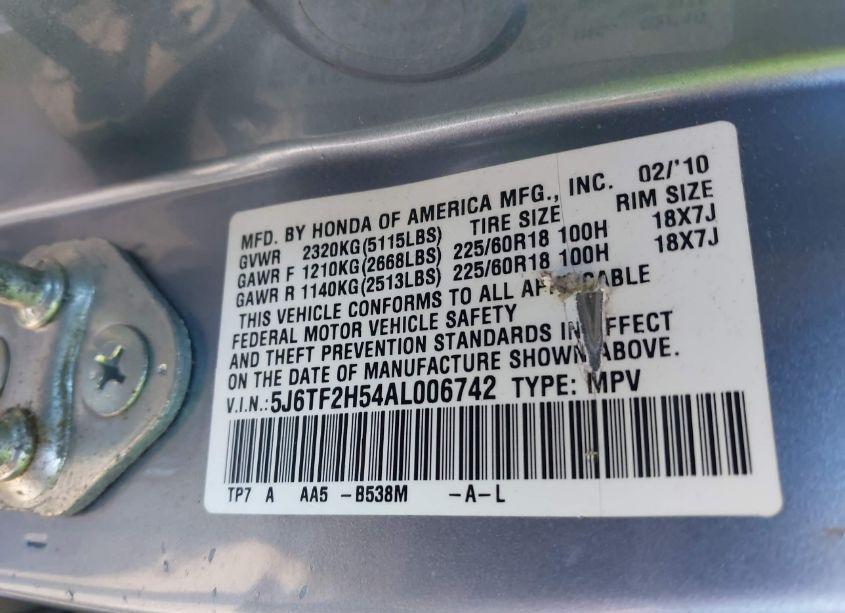 MFD. BY HONDA OF AMERICA MFG., INC. 02/'10
GVWR 2320KG(5115LBS) TIRE SIZE RIM SIZE
GAWR F 1210KG(2668LBS) 225/60R18 100H 18X7J
GAWR R 1140KG(2513LBS) 225/60R18 100H 18X7J
THIS VEHICLE CONFORMS TO ALL
FEDERAL MOTOR VEHICLE SAFETY
AND THEFT PREVENTION STANDARDS IN EFFECT
ON THE DATE OF MANUFACTURE SHOWN ABOVE.
V.I.N.: 5J6TF2H54AL006742 TYPE: MPV
TP7 A AA5 -B538M -A-L